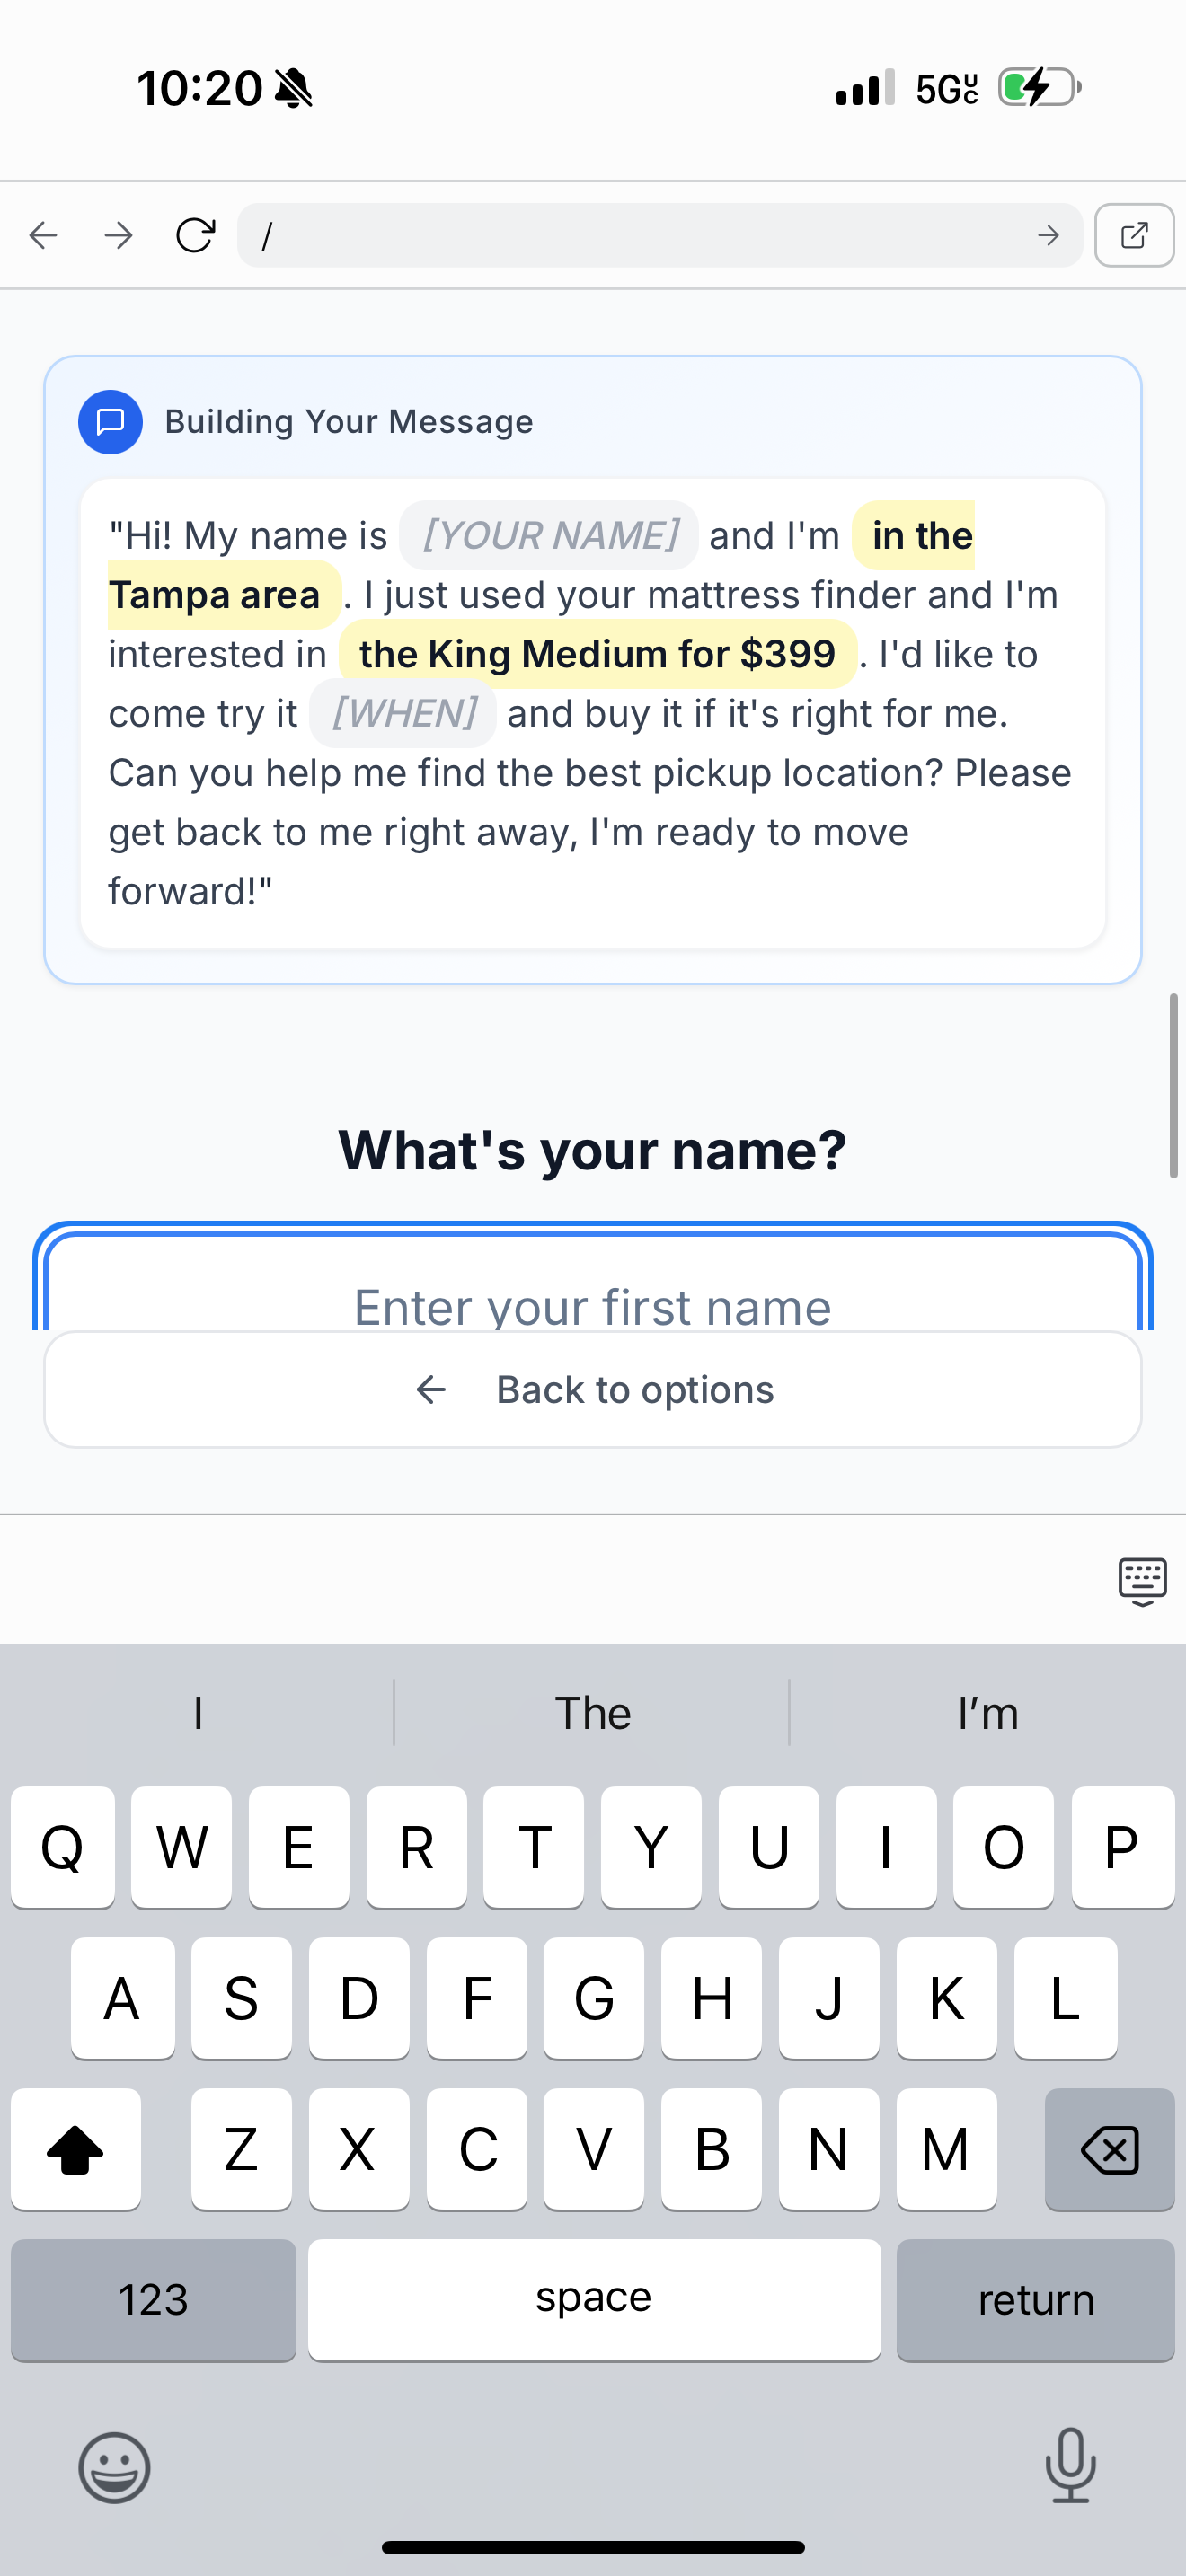 10:20
5GUC
/
Building Your Message
"Hi! My name is [YOUR NAME] and I'm in the
Tampa area . I just used your mattress finder and I'm
interested in the King Medium for $399 . I'd like to
come try it [WHEN] and buy it if it's right for me.
Can you help me find the best pickup location? Please
get back to me right away, I'm ready to move
forward!"
What's your name?
Enter your first name
Back to options
I The I’m
Q W E R T Y U I O P
A S D F G H J K L
Z X C V B N M
123 space return